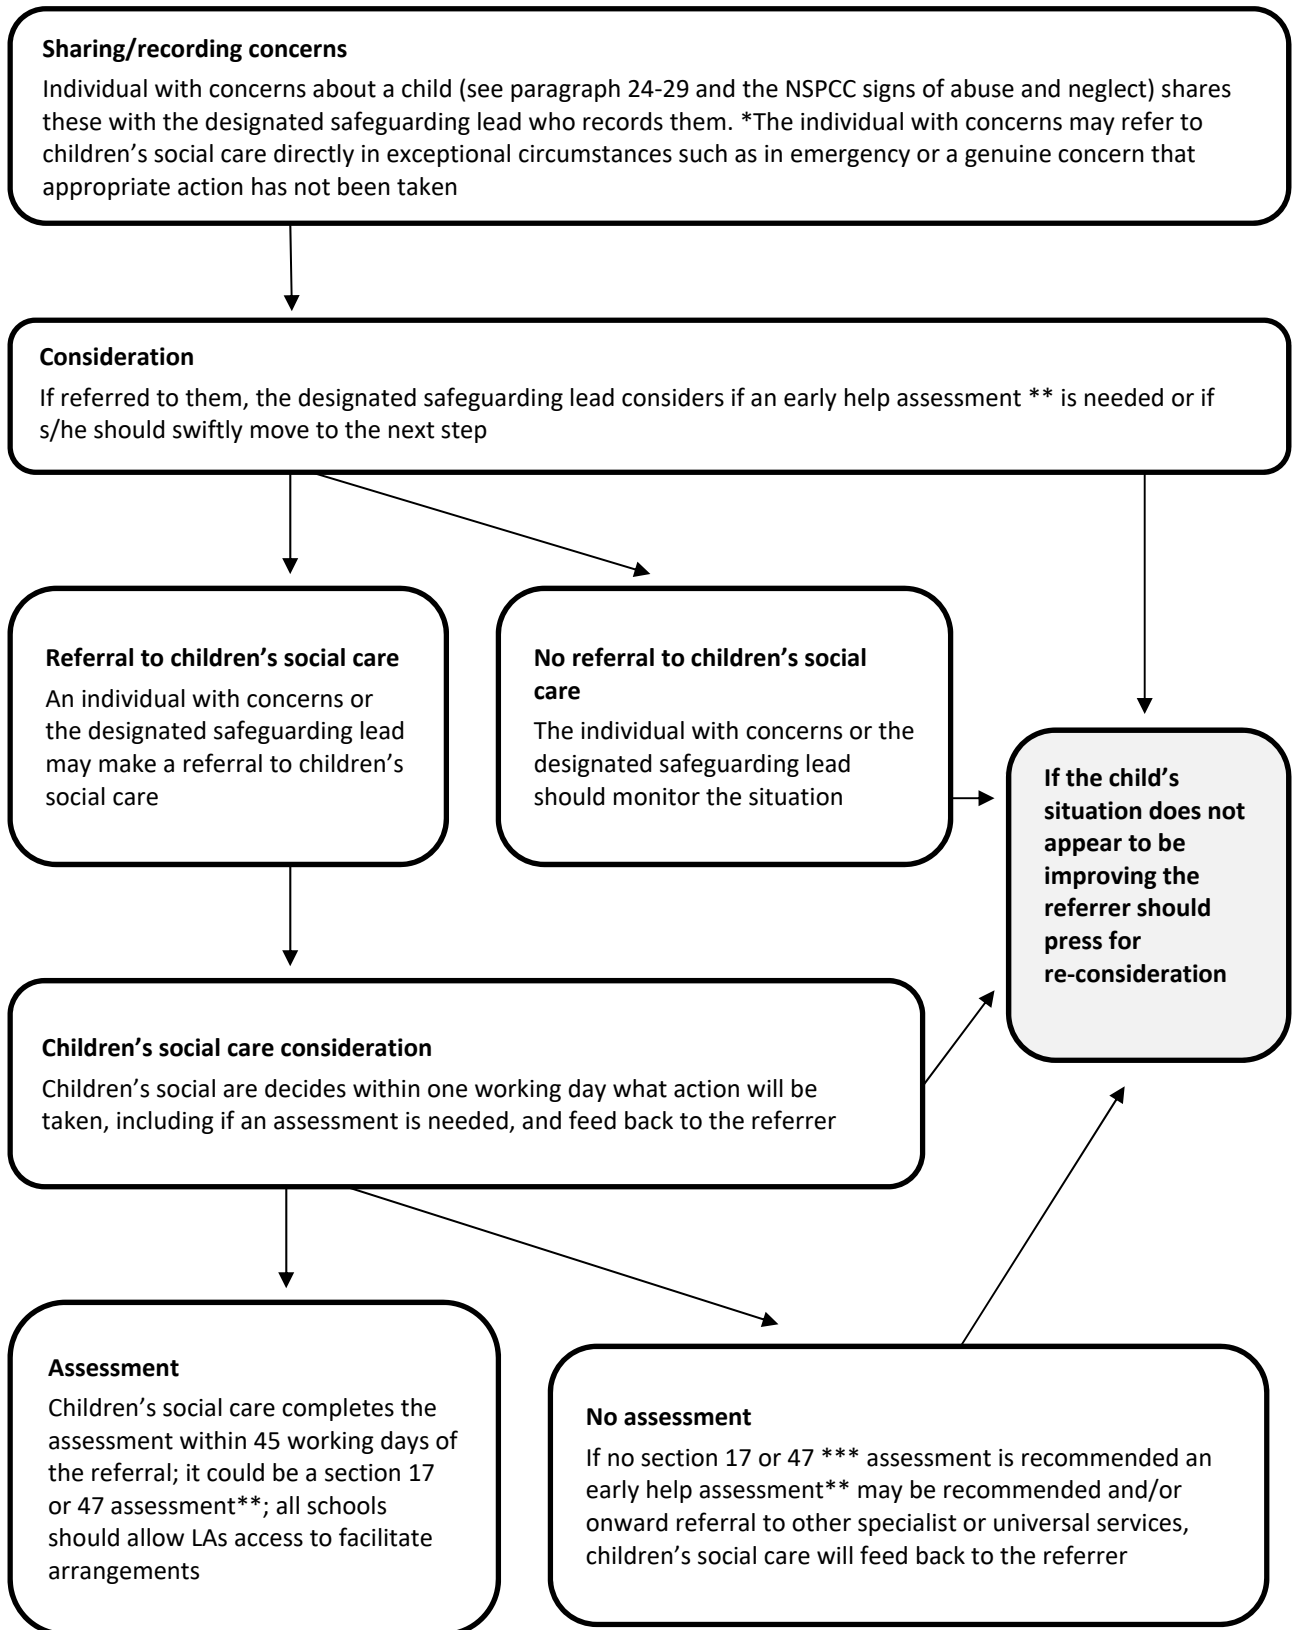 Sharing/recording concerns
Individual with concerns about a child (see paragraph 24-29 and the NSPCC signs of abuse and neglect) shares
these with the designated safeguarding lead who records them. *The individual with concerns may refer to
children’s social care directly in exceptional circumstances such as in emergency or a genuine concern that
appropriate action has not been taken
Consideration
If referred to them, the designated safeguarding lead considers if an early help assessment ** is needed or if
s/he should swiftly move to the next step
Referral to children’s social care
An individual with concerns or
the designated safeguarding lead
may make a referral to children’s
social care
No referral to children’s social
care
The individual with concerns or the
designated safeguarding lead
should monitor the situation
If the child’s
situation does not
appear to be
improving the
referrer should
press for
re-consideration
Children’s social care consideration
Children’s social are decides within one working day what action will be
taken, including if an assessment is needed, and feed back to the referrer
Assessment
Children’s social care completes the
assessment within 45 working days of
the referral; it could be a section 17
or 47 assessment**; all schools
should allow LAs access to facilitate
arrangements
No assessment
If no section 17 or 47 *** assessment is recommended an
early help assessment** may be recommended and/or
onward referral to other specialist or universal services,
children’s social care will feed back to the referrer